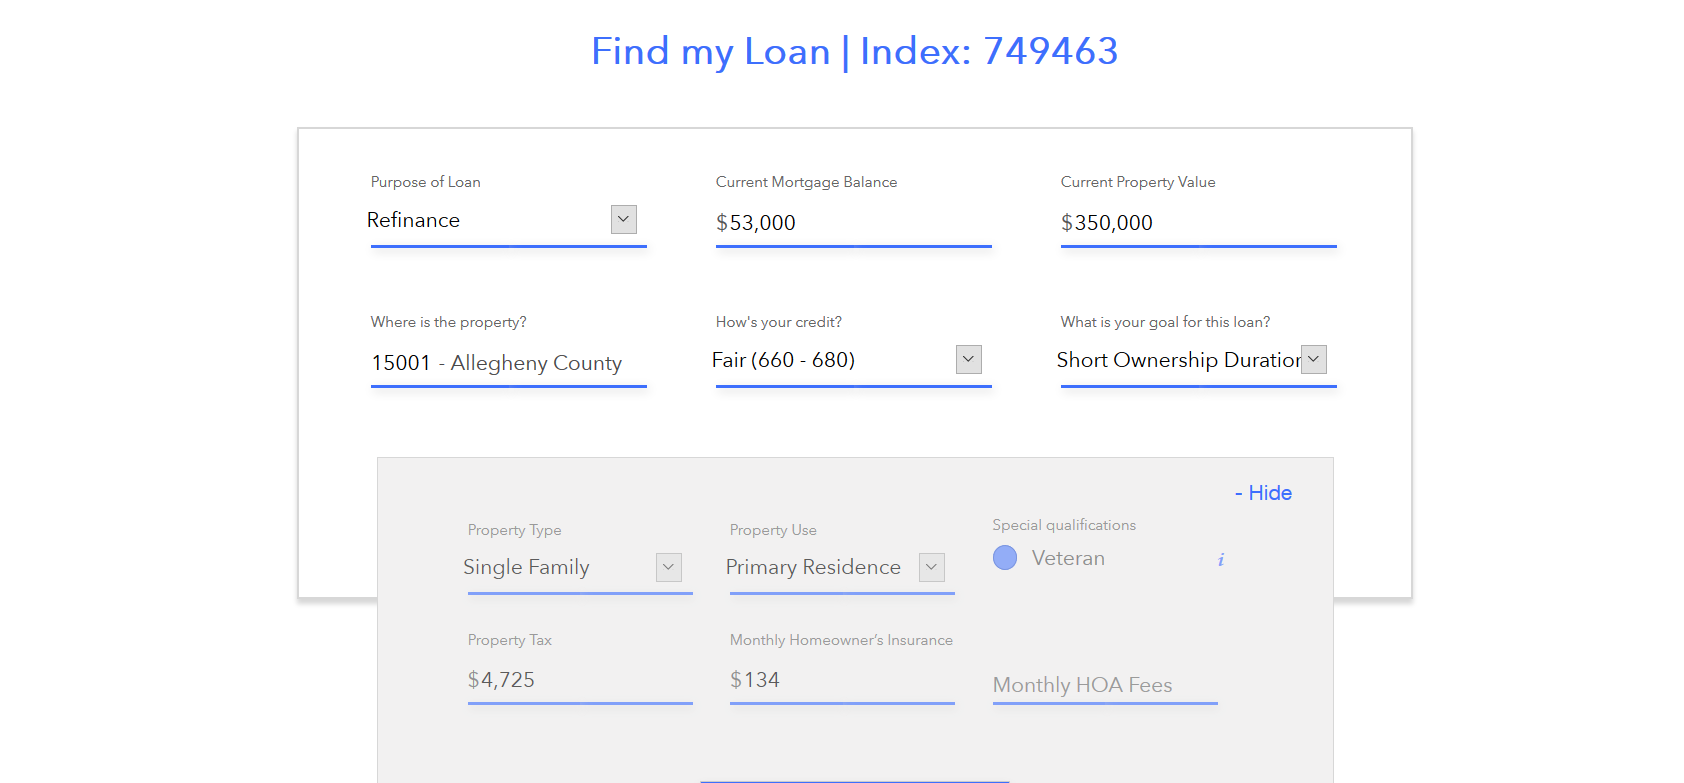 Find my Loan | Index: 749463
Purpose of Loan
Current Mortgage Balance
Current Property Value
Refinance
$53,000
$350,000
Where is the property?
How's your credit?
What is your goal for this loan?
15001 - Allegheny County
Fair (660 - 680)
Short Ownership Duration
- Hide
Property Type
Property Use
Special qualifications
Single Family
Primary Residence
Veteran
i
Property Tax
Monthly Homeowner’s Insurance
$4,725
$134
Monthly HOA Fees